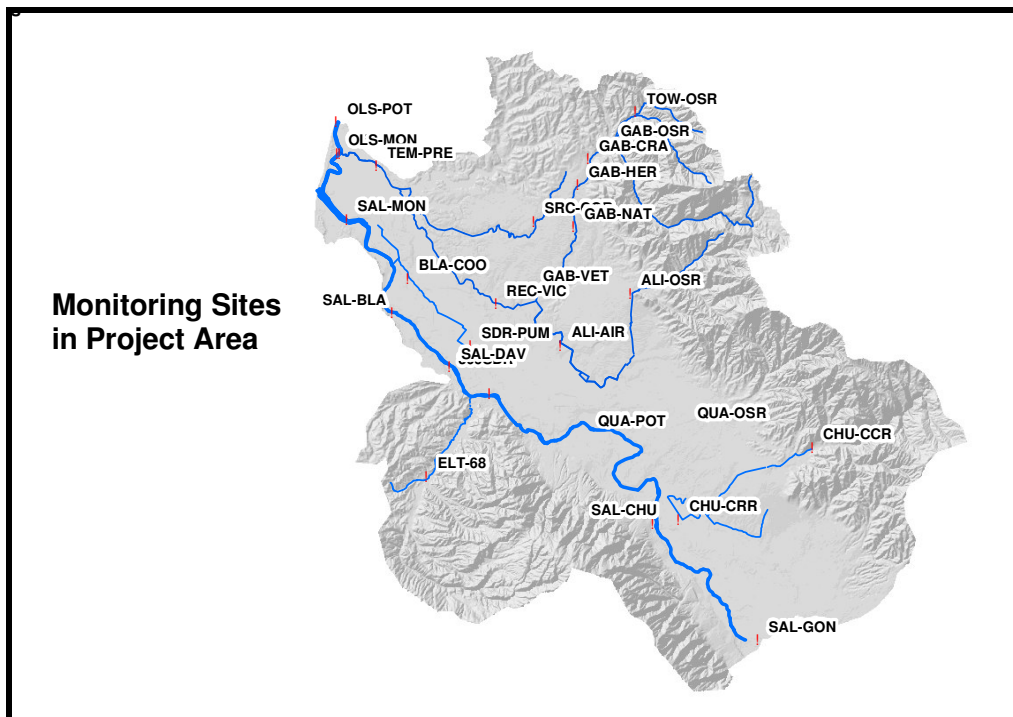 TOW-OSR
OLS-POT
GAB-OSR
OLS-MON
GAB-CRA
TEM-PRE
GAB-HER
SAL-MON
GAB-NAT
BLA-COO
GAB-VET
ALI-OSR
REC-VIC
SAL-BLA
Monitoring Sites
in Project Area
SDR-PUM
ALI-AIR
SAL-DAV
QUA-OSR
QUA-POT
CHU-CCR
ELT-68
SAL-CHU
CHU-CRR
SAL-GON